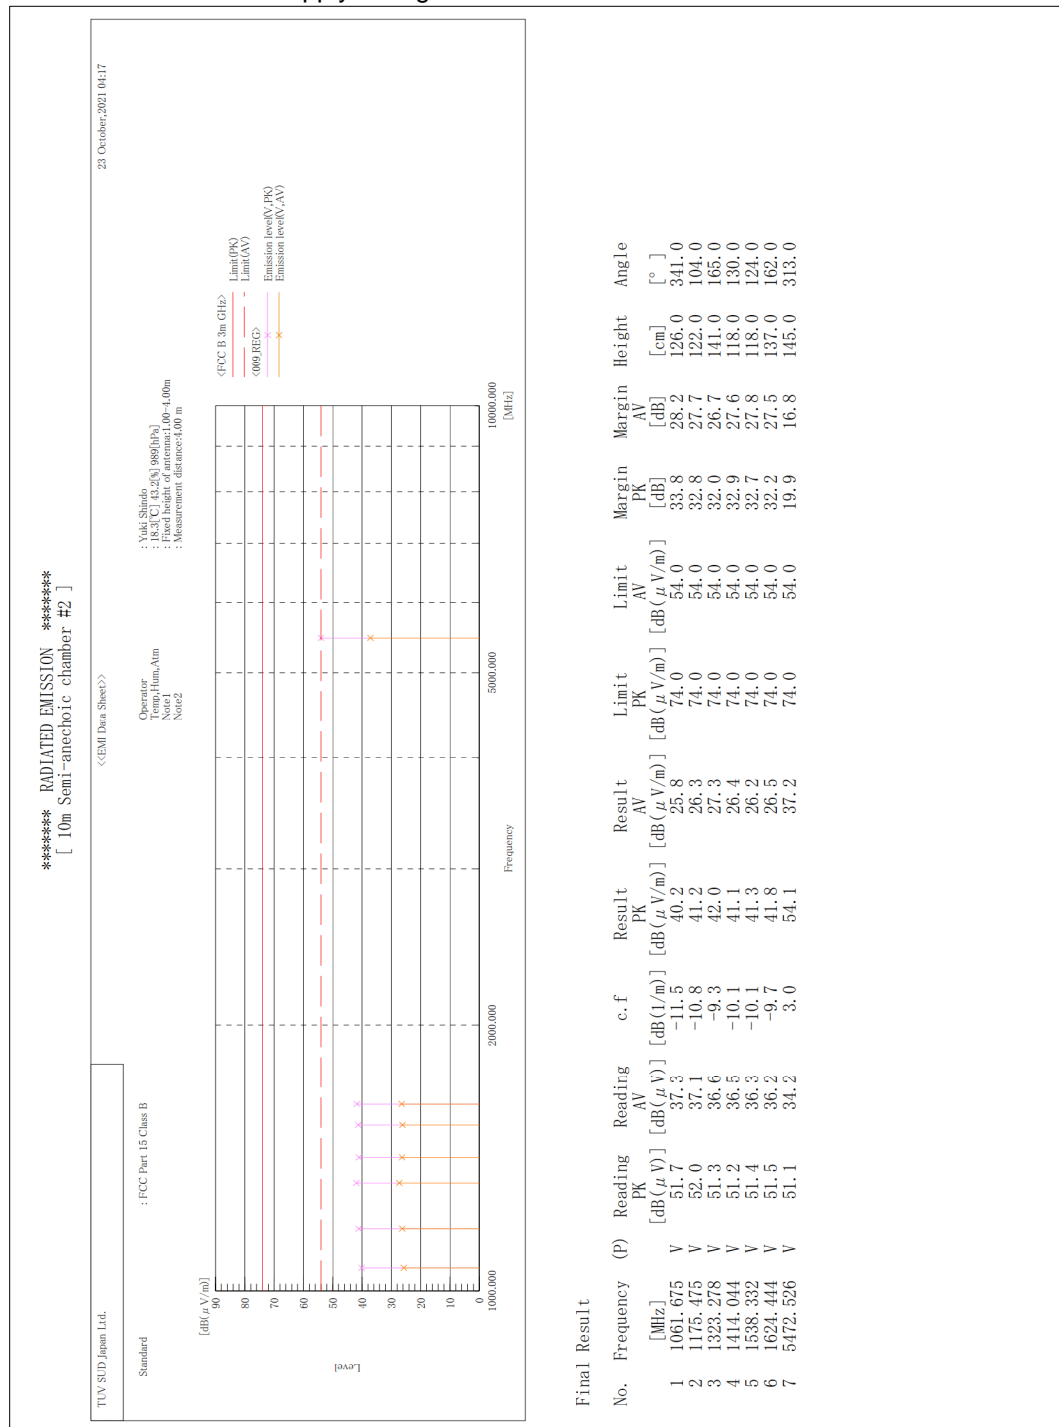 ******* RADIATED EMISSION *******
[ 10m Semi-anechoic chamber #2 ]
TUV SUD Japan Ltd.
<<EMI Data Sheet>>
23 October,2021 04:17
Standard : FCC Part 15 Class B
Operator : Yuki Shindo
Temp,Hum,Atm : 18.3[℃] 43.2[%] 989[hPa]
Note1 : Fixed height of antenna:1.00-4.00m
Note2 : Measurement distance:4.00 m
<FCC B 3m GHz>
Limit(PK)
Limit(AV)
<009_REG>
Emission level(V,PK)
Emission level(V,AV)
[dB(μV/m)]
90
80
70
60
50
40
30
20
10
0
Level
1000.000 2000.000 5000.000 10000.000
Frequency [MHz]
Final Result
No. Frequency (P) Reading Reading c.f Result Result Limit Limit Margin Margin Height Angle
PK AV PK AV PK AV PK AV
[MHz] [dB(μV)] [dB(μV)] [dB(1/m)] [dB(μV/m)] [dB(μV/m)] [dB(μV/m)] [dB(μV/m)] [dB] [dB] [cm] [°]
1 1061.675 V 51.7 37.3 -11.5 40.2 25.8 74.0 54.0 33.8 28.2 126.0 341.0
2 1175.475 V 52.0 37.1 -10.8 41.2 26.3 74.0 54.0 32.8 27.7 122.0 104.0
3 1323.278 V 51.3 36.6 -9.3 42.0 27.3 74.0 54.0 32.0 26.7 141.0 165.0
4 1414.044 V 51.2 36.5 -10.1 41.1 26.4 74.0 54.0 32.9 27.6 118.0 130.0
5 1538.332 V 51.4 36.3 -10.1 41.3 26.2 74.0 54.0 32.7 27.8 118.0 124.0
6 1624.444 V 51.5 36.2 -9.7 41.8 26.5 74.0 54.0 32.2 27.5 137.0 162.0
7 5472.526 V 51.1 34.2 3.0 54.1 37.2 74.0 54.0 19.9 16.8 145.0 313.0